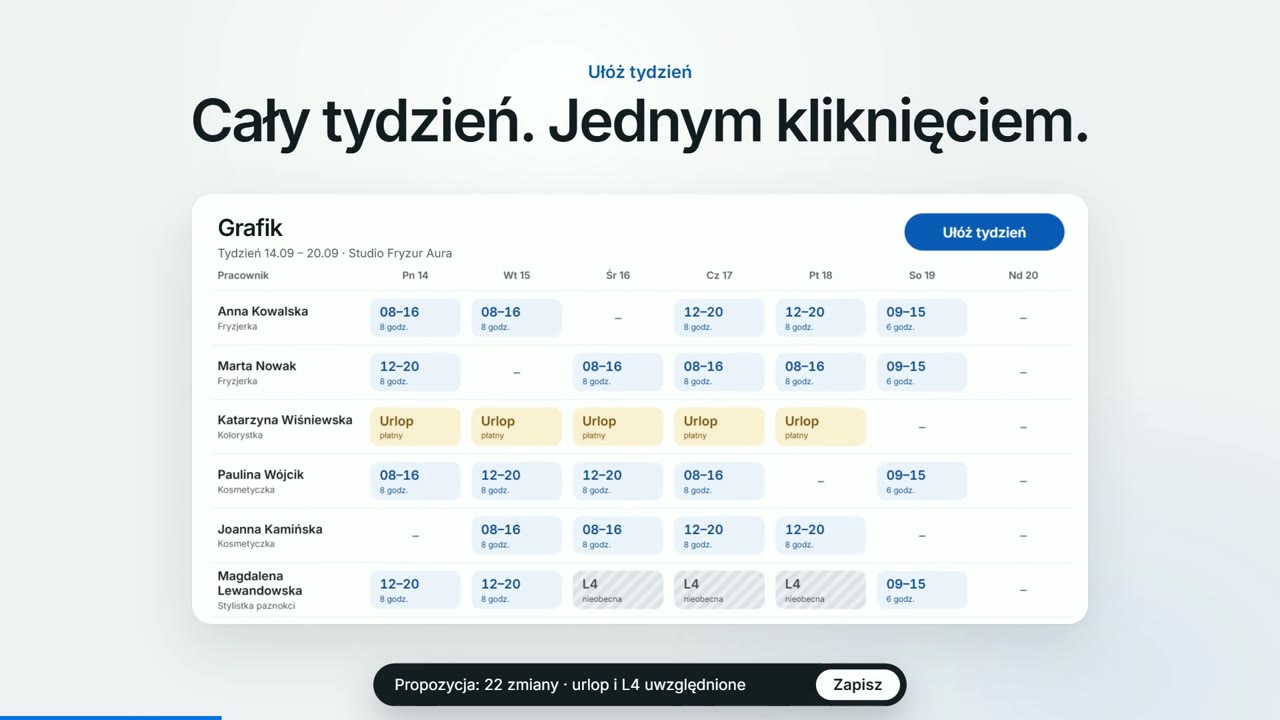 Ułóż tydzień
Cały tydzień. Jednym kliknięciem.
Grafik
Tydzień 14.09 – 20.09 · Studio Fryzur Aura
Ułóż tydzień
Pracownik Pn 14 Wt 15 Śr 16 Cz 17 Pt 18 So 19 Nd 20
Anna Kowalska 08–16 08–16 – 12–20 12–20 09–15 –
Fryzjerka 8 godz. 8 godz. 8 godz. 8 godz. 6 godz.
Marta Nowak 12–20 – 08–16 08–16 08–16 09–15 –
Fryzjerka 8 godz. 8 godz. 8 godz. 8 godz. 6 godz.
Katarzyna Wiśniewska Urlop Urlop Urlop Urlop Urlop – –
Kolorystka płatny płatny płatny płatny płatny
Paulina Wójcik 08–16 12–20 12–20 08–16 – 09–15 –
Kosmetyczka 8 godz. 8 godz. 8 godz. 8 godz. 6 godz.
Joanna Kamińska – 08–16 08–16 12–20 12–20 – –
Kosmetyczka 8 godz. 8 godz. 8 godz. 8 godz.
Magdalena
Lewandowska 12–20 12–20 L4 L4 L4 09–15 –
Stylistka paznokci 8 godz. 8 godz. nieobecna nieobecna nieobecna 6 godz.
Propozycja: 22 zmiany · urlop i L4 uwzględnione Zapisz